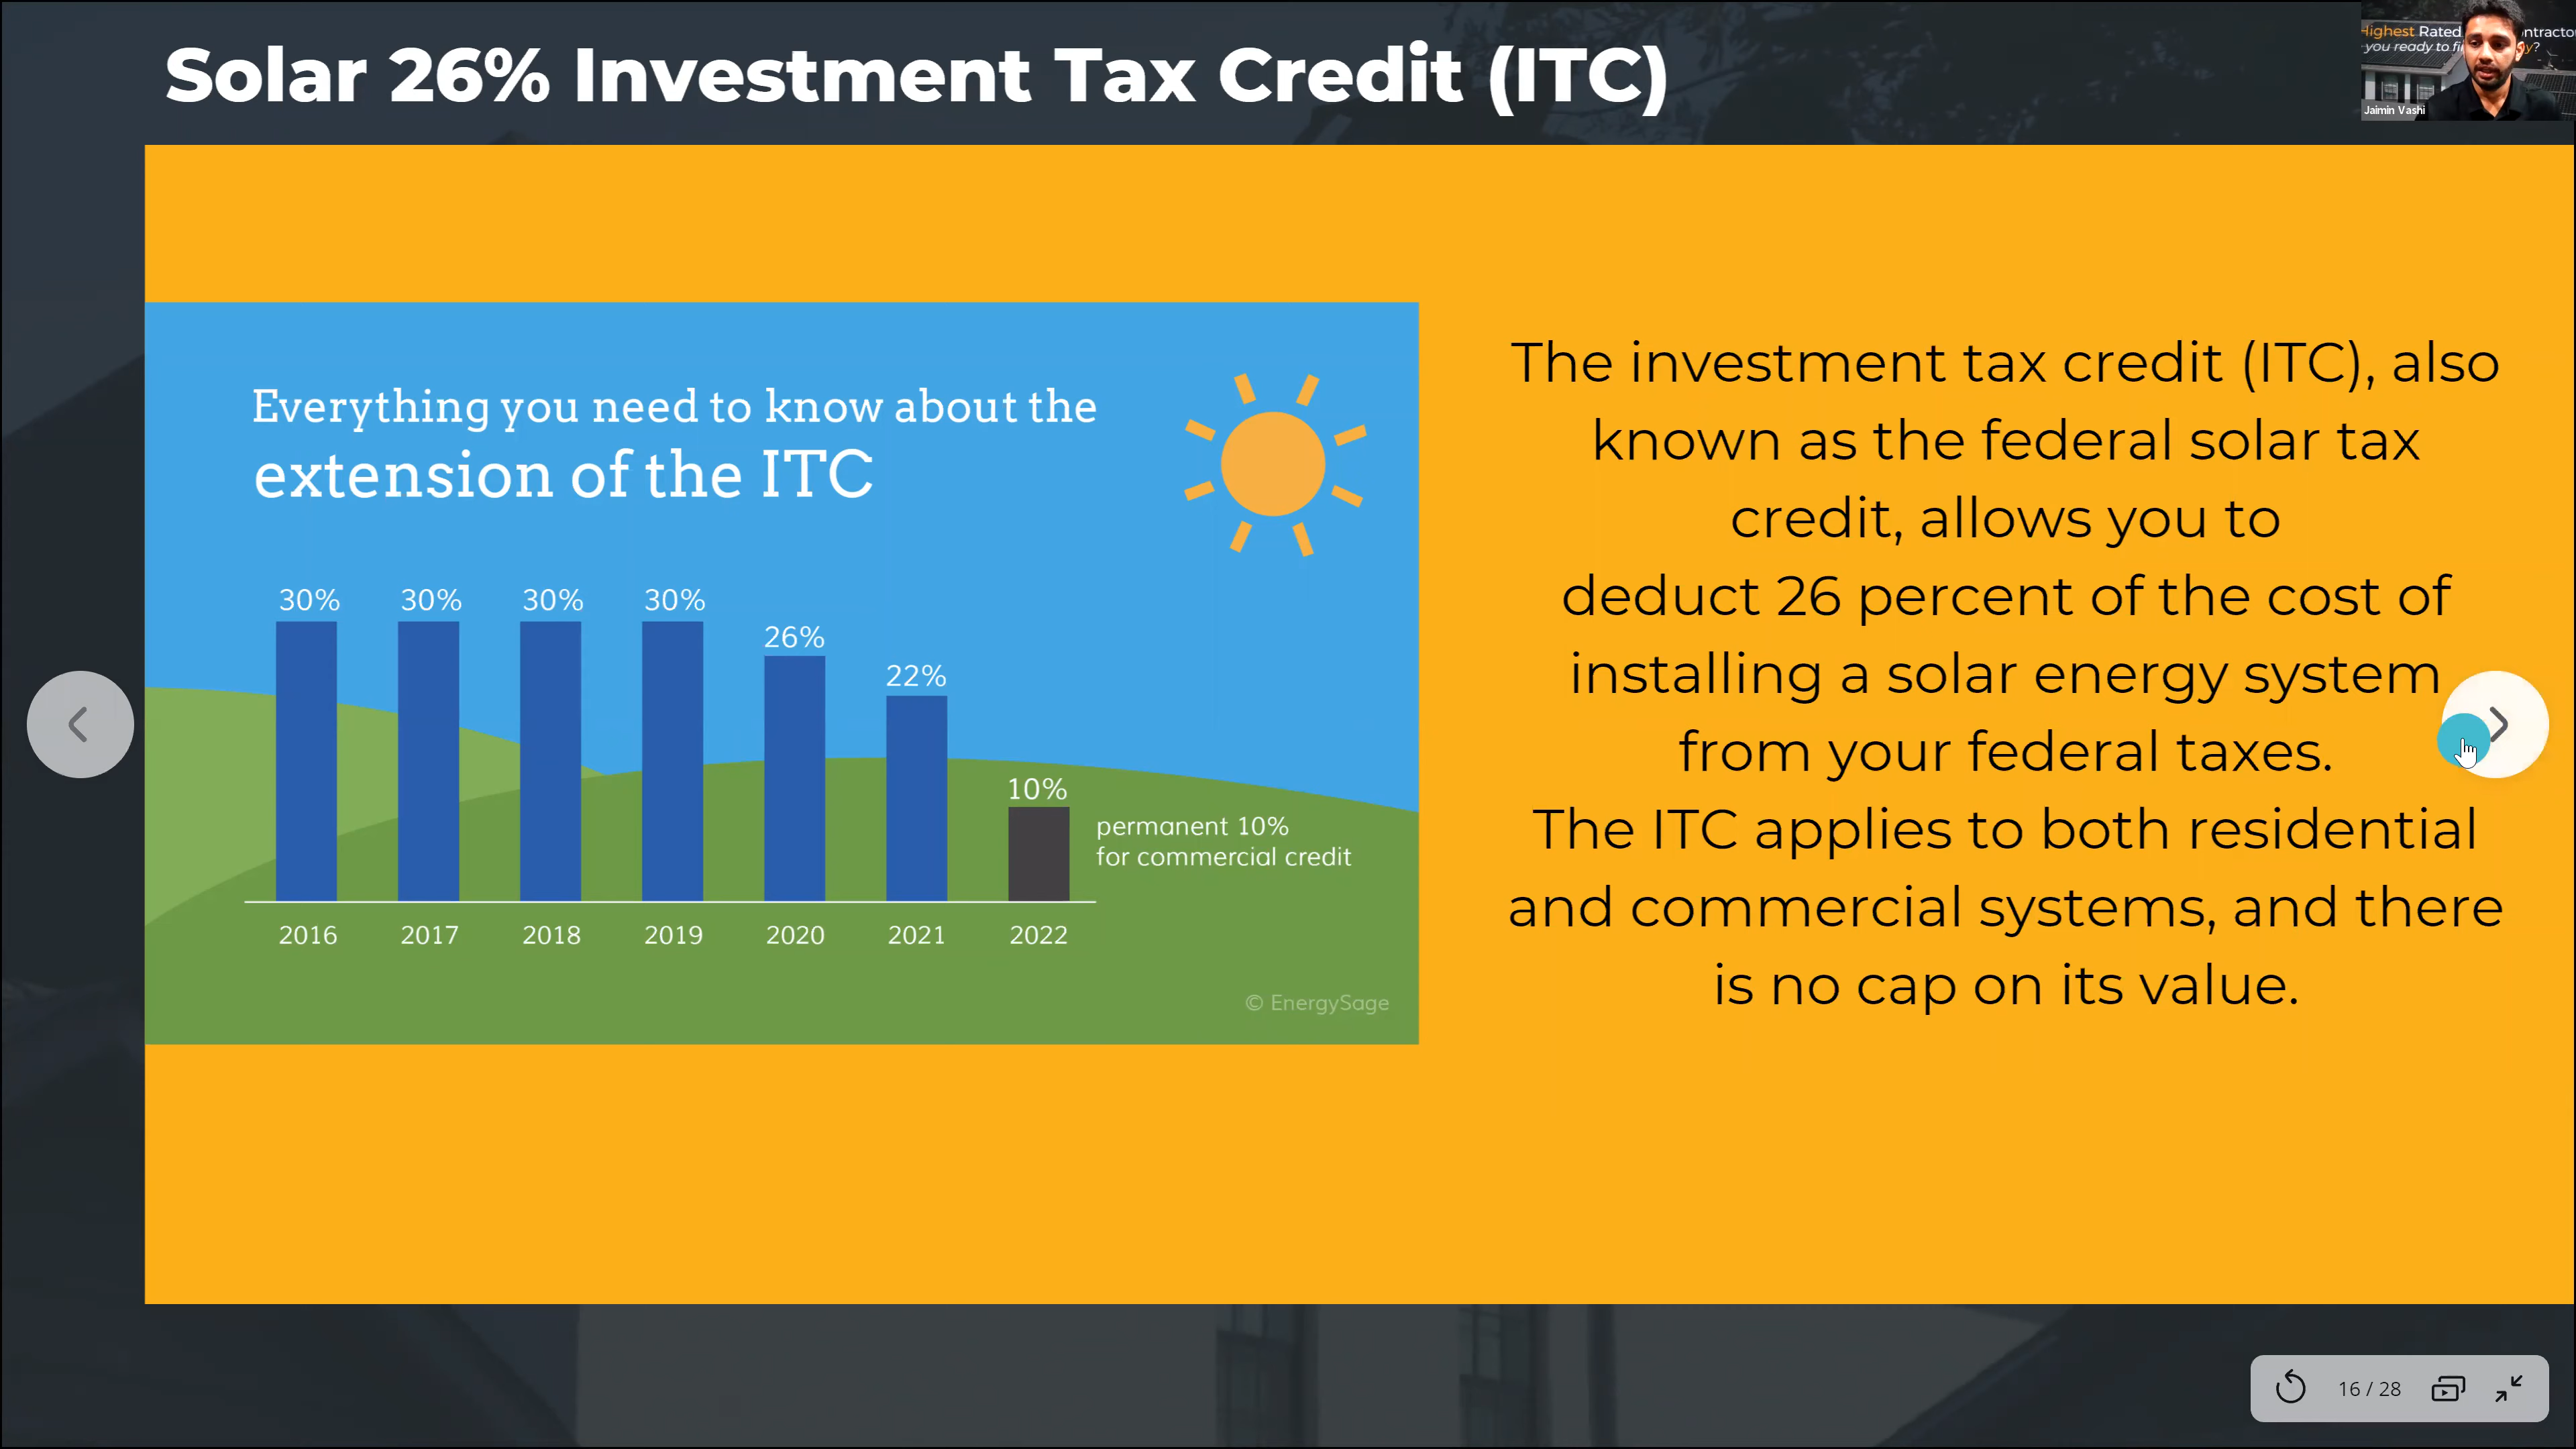 Solar 26% Investment Tax Credit (ITC)
Highest Rated
ntracto
you ready to fi
y?
Jaimin Vashi
Everything you need to know about the
extension of the ITC
30%
30%
30%
30%
26%
22%
10%
permanent 10%
for commercial credit
2016
2017
2018
2019
2020
2021
2022
© EnergySage
The investment tax credit (ITC), also
known as the federal solar tax
credit, allows you to
deduct 26 percent of the cost of
installing a solar energy system
from your federal taxes.
The ITC applies to both residential
and commercial systems, and there
is no cap on its value.
16 / 28